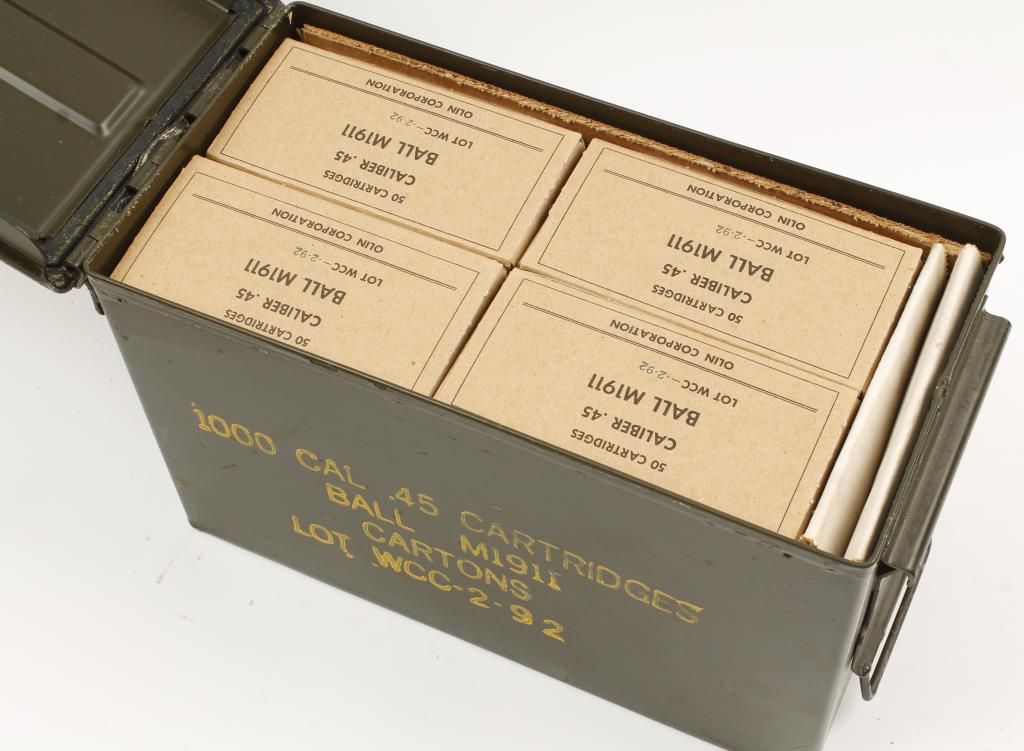 50 CARTRIDGES
CALIBER .45
BALL M1911
LOT WCC–2-92
OLIN CORPORATION
50 CARTRIDGES
CALIBER .45
BALL M1911
LOT WCC–-2-92
OLIN CORPORATION
50 CARTRIDGES
CALIBER .45
BALL M1911
LOT WCC–-2-92
OLIN CORPORATION
50 CARTRIDGES
CALIBER .45
BALL M1911
LOT WCC–-2-92
OLIN CORPORATION
1000 CAL .45 CARTRIDGES
BALL M1911
CARTONS
LOT WCC-2-92